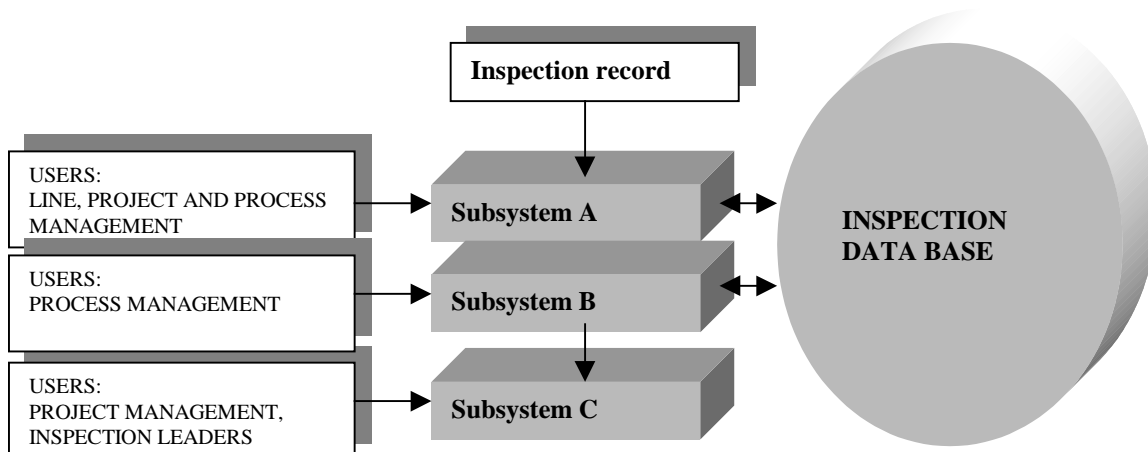 Inspection record
USERS:
LINE, PROJECT AND PROCESS
MANAGEMENT
Subsystem A
INSPECTION
DATA BASE
USERS:
PROCESS MANAGEMENT
Subsystem B
USERS:
PROJECT MANAGEMENT,
INSPECTION LEADERS
Subsystem C